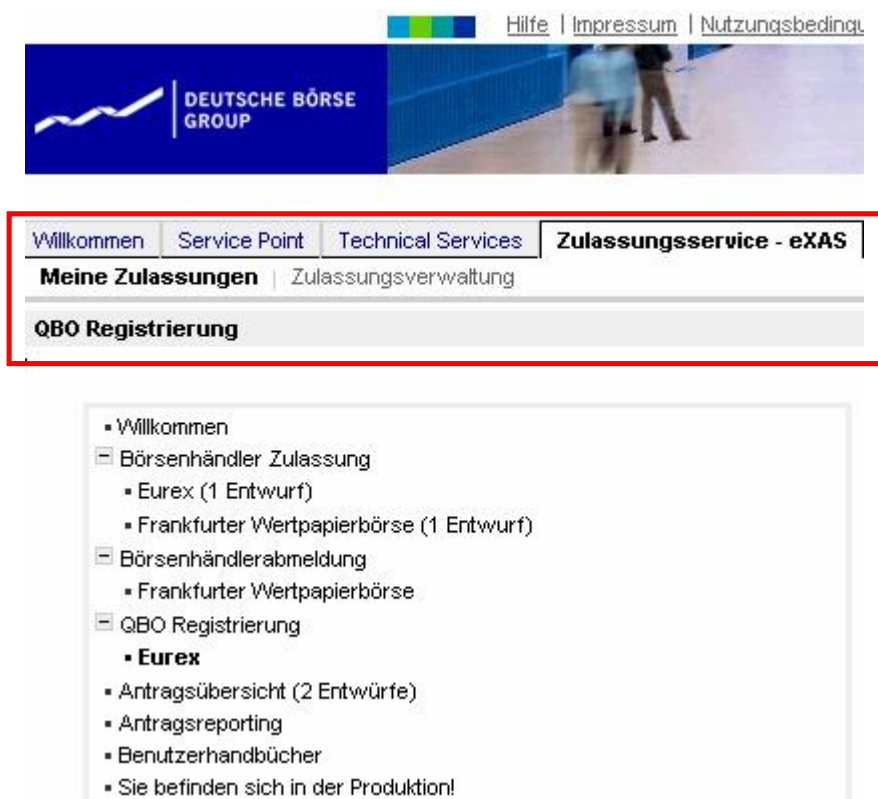 Hilfe | Impressum |
DEUTSCHE BÖRSE
GROUP
Willkommen Service Point Technical Services Zulassungsservice - eXAS
Meine Zulassungen | Zulassungsverwaltung
QBO Registrierung
Willkommen
Börsenhändler Zulassung
Eurex (1 Entwurf)
Frankfurter Wertpapierbörse (1 Entwurf)
Börsenhändlerabmeldung
Frankfurter Wertpapierbörse
QBO Registrierung
Eurex
Antragsübersicht (2 Entwürfe)
Antragsreporting
Benutzerhandbücher
Sie befinden sich in der Produktion!